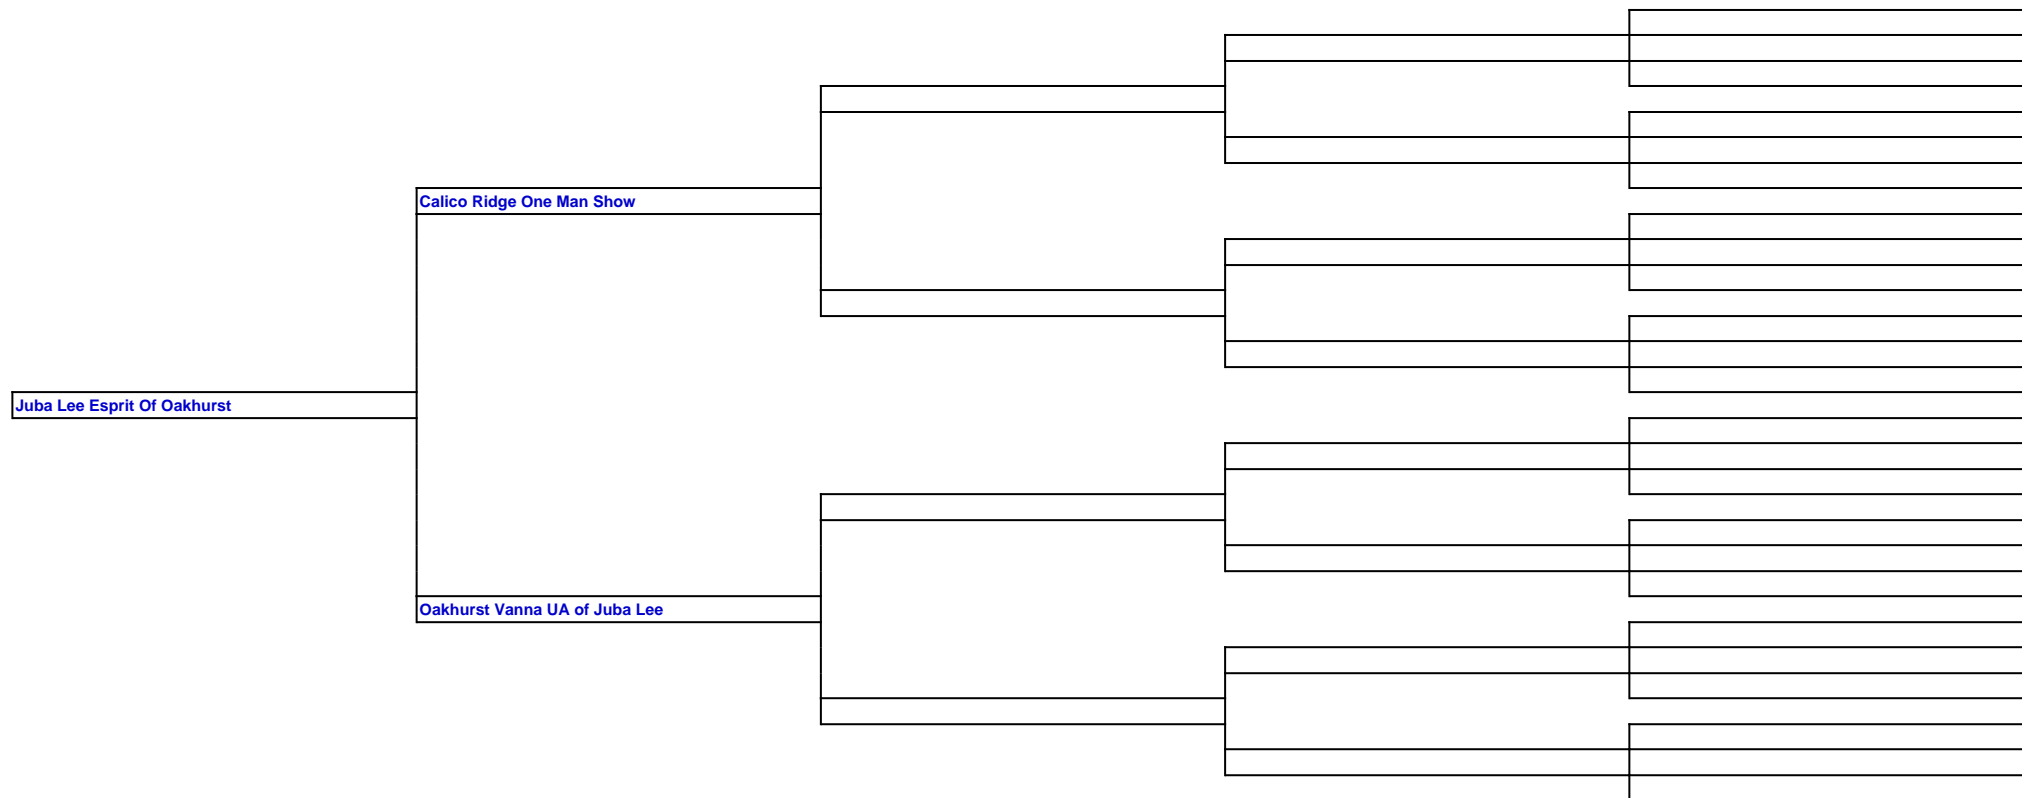 Calico Ridge One Man Show
Juba Lee Esprit Of Oakhurst
Oakhurst Vanna UA of Juba Lee